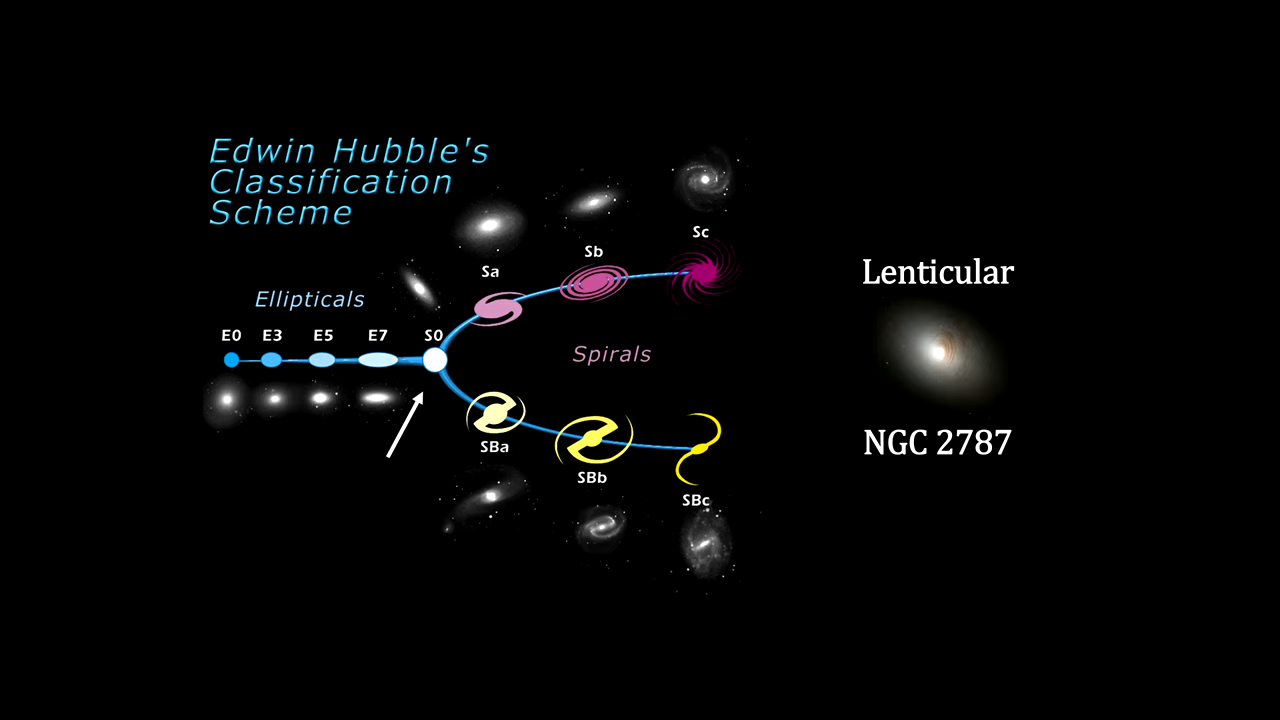 Edwin Hubble's
Classification
Scheme
Sc
Sb
Sa
Ellipticals
E0 E3 E5 E7 S0
Spirals
SBa
SBb
SBc
Lenticular
NGC 2787